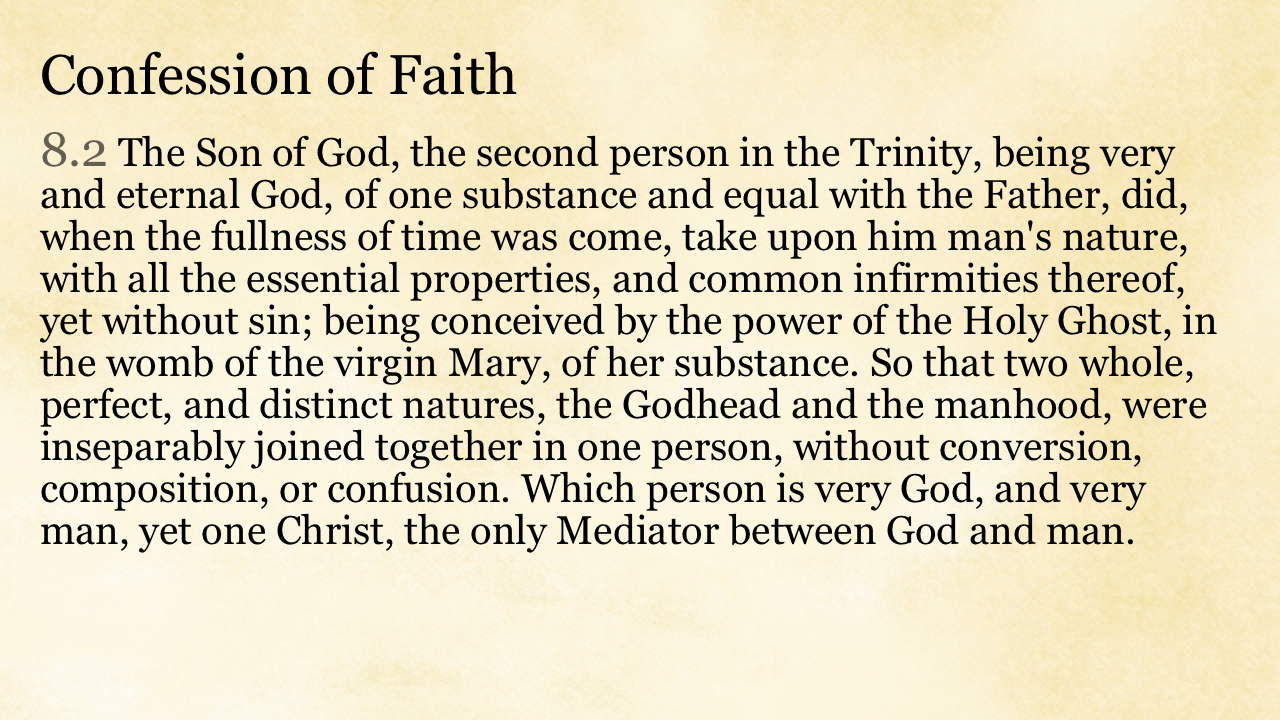 Confession of Faith
8.2 The Son of God, the second person in the Trinity, being very
and eternal God, of one substance and equal with the Father, did,
when the fullness of time was come, take upon him man's nature,
with all the essential properties, and common infirmities thereof,
yet without sin; being conceived by the power of the Holy Ghost, in
the womb of the virgin Mary, of her substance. So that two whole,
perfect, and distinct natures, the Godhead and the manhood, were
inseparably joined together in one person, without conversion,
composition, or confusion. Which person is very God, and very
man, yet one Christ, the only Mediator between God and man.